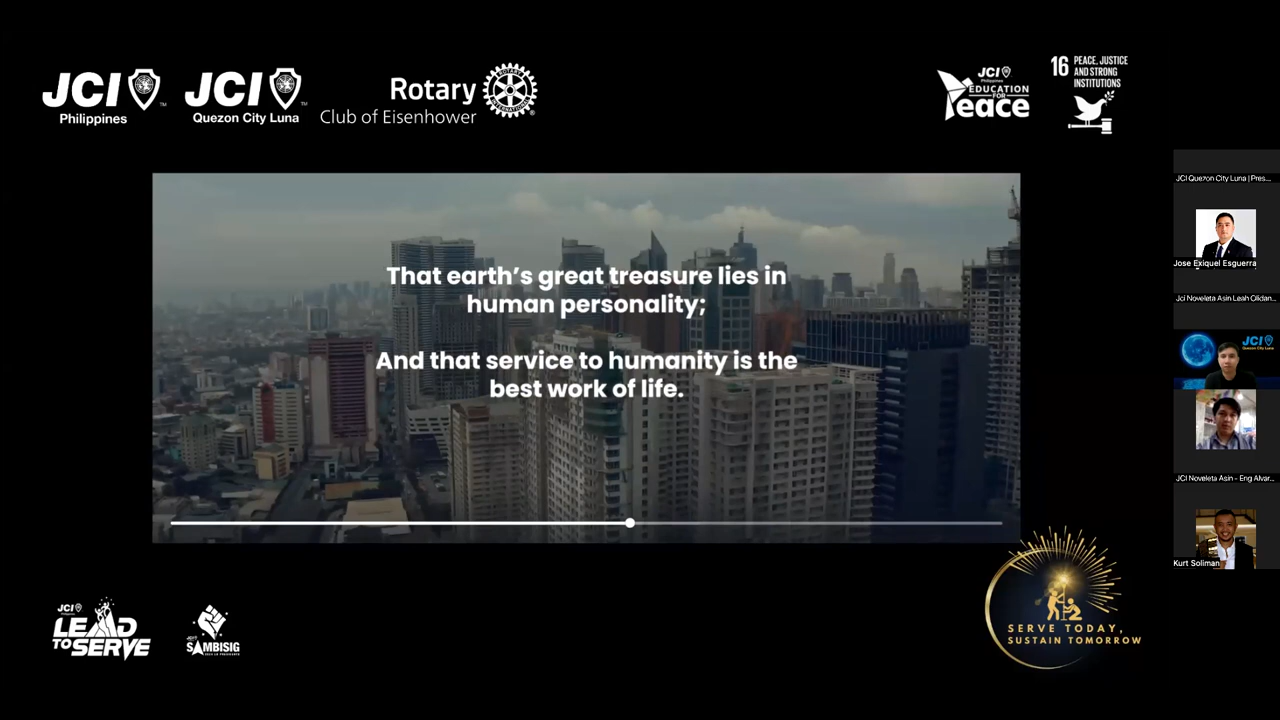 JCI
Philippines
JCI
Quezon City Luna
Rotary
Club of Eisenhower
JCI
Philippines
EDUCATION
FOR
Peace
16 PEACE, JUSTICE
AND STRONG
INSTITUTIONS
That earth's great treasure lies in
human personality;
And that service to humanity is the
best work of life.
JCI Quezon City Luna | Pres...
Jose Exiquel Esguerra
Jci Noveleta Asin Leah Olidan...
JCI
Quezon City Luna
JCI Noveleta Asin - Eng Alvar...
Kurt Soliman
JCI
LEAD
TO SERVE
SAMBISIG
SERVE TODAY,
SUSTAIN TOMORROW